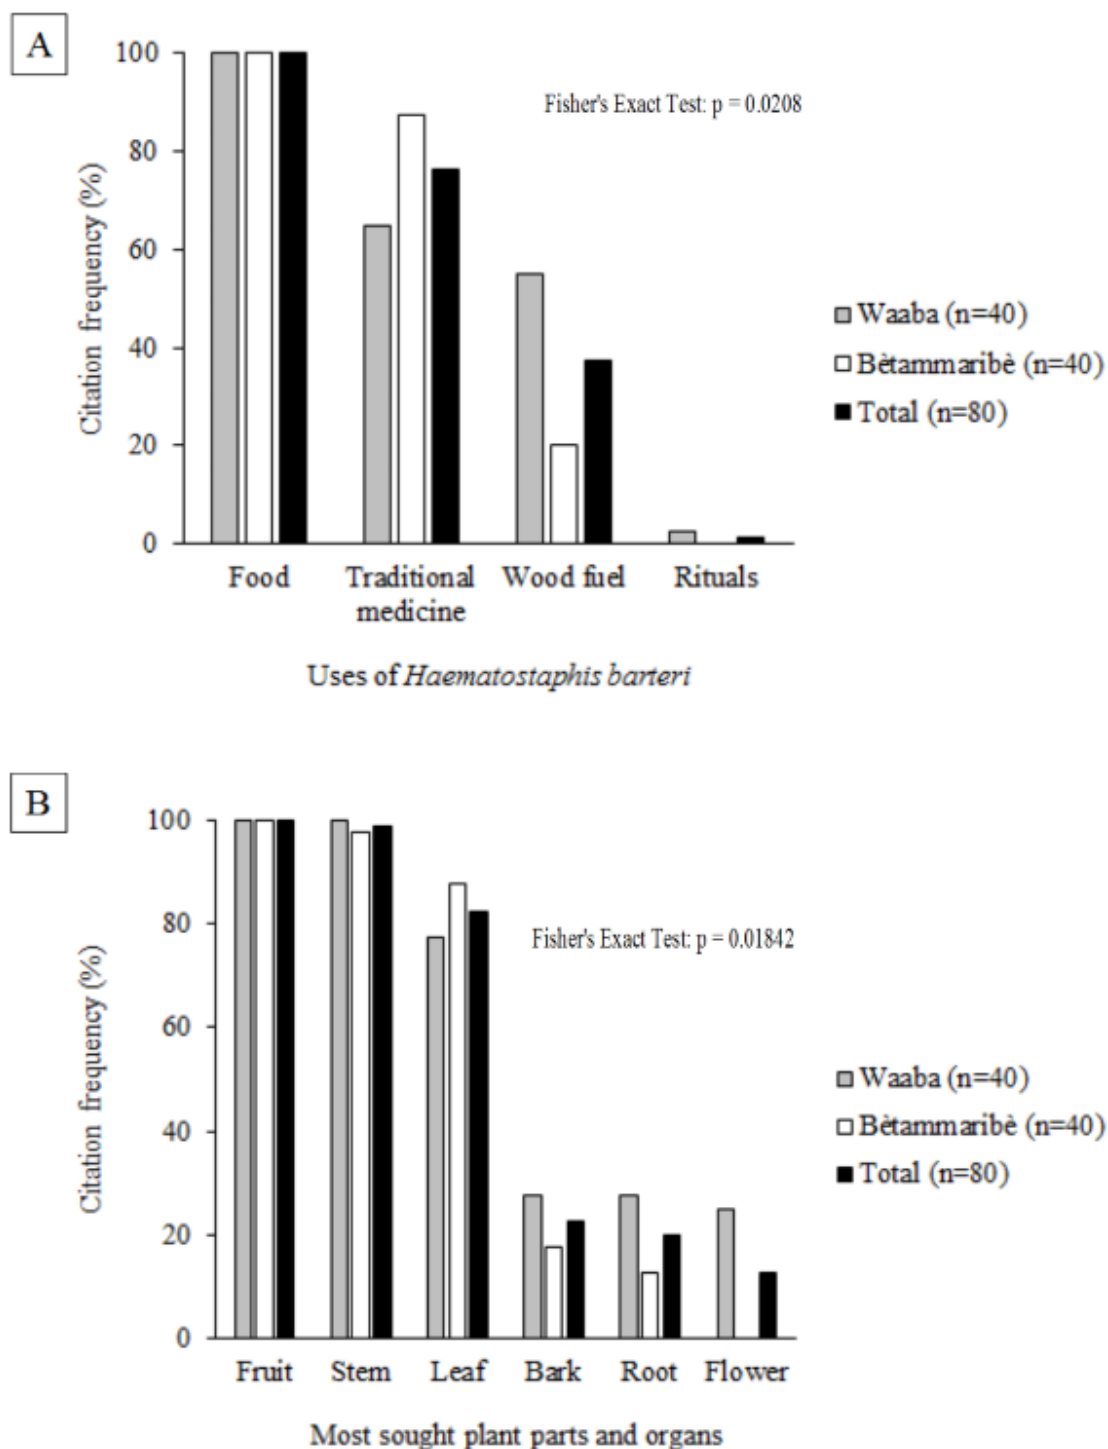 A
100
80
60
40
20
0
Citation frequency (%)
Fisher's Exact Test: p = 0.0208
Waaba (n=40)
Bètammaribè (n=40)
Total (n=80)
Food
Traditional
medicine
Wood fuel
Rituals
Uses of Haematostaphis barteri
B
100
80
60
40
20
0
Citation frequency (%)
Fisher's Exact Test: p = 0.01842
Waaba (n=40)
Bètammaribè (n=40)
Total (n=80)
Fruit
Stem
Leaf
Bark
Root
Flower
Most sought plant parts and organs